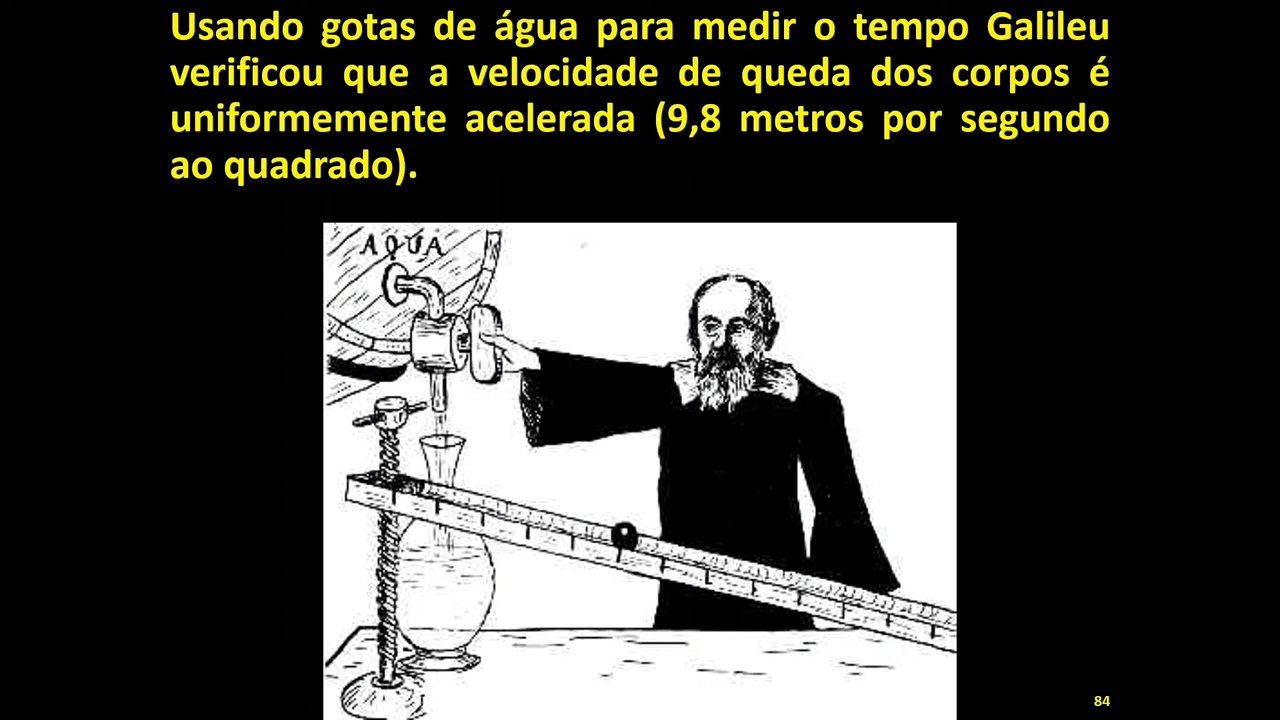 Usando gotas de água para medir o tempo Galileu
verificou que a velocidade de queda dos corpos é
uniformemente acelerada (9,8 metros por segundo
ao quadrado).
AQUA
84